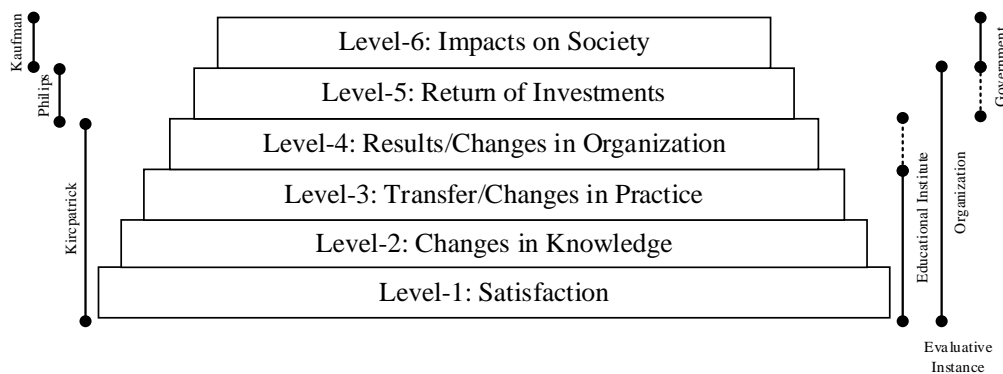 Level-6: Impacts on Society
Level-5: Return of Investments
Level-4: Results/Changes in Organization
Level-3: Transfer/Changes in Practice
Level-2: Changes in Knowledge
Level-1: Satisfaction
Kaufman
Philips
Kircpatrick
Educational Institute
Organization
Government
Evaluative
Instance